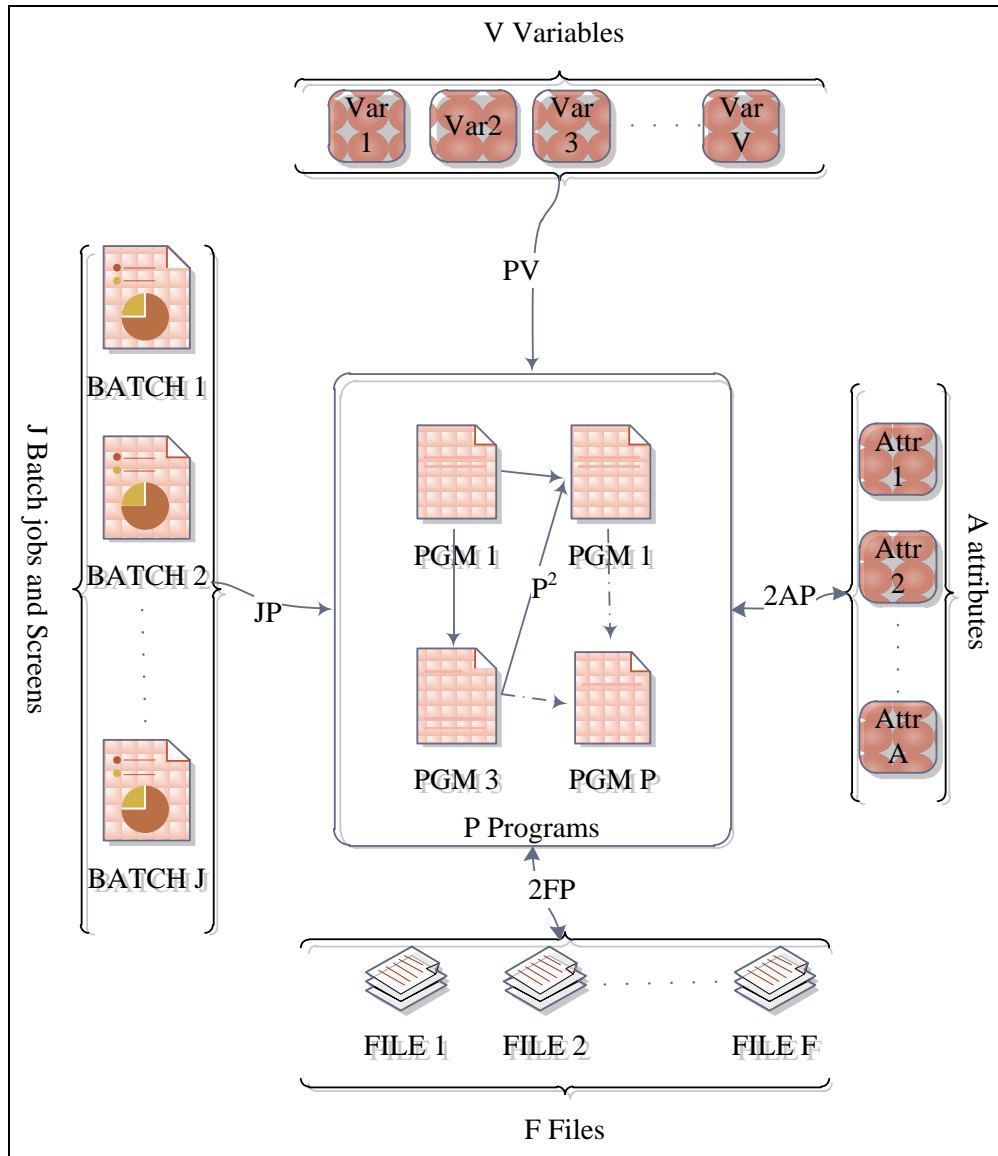 V Variables
Var
1
Var2
Var
3
. . . . .
Var
V
PV
J Batch jobs and Screens
BATCH 1
BATCH 2
BATCH J
JP
PGM 1
PGM 1
P²
PGM 3
PGM P
P Programs
2AP
Attr
1
Attr
2
Attr
A
A attributes
2FP
FILE 1
FILE 2
. . . . . . .
FILE F
F Files